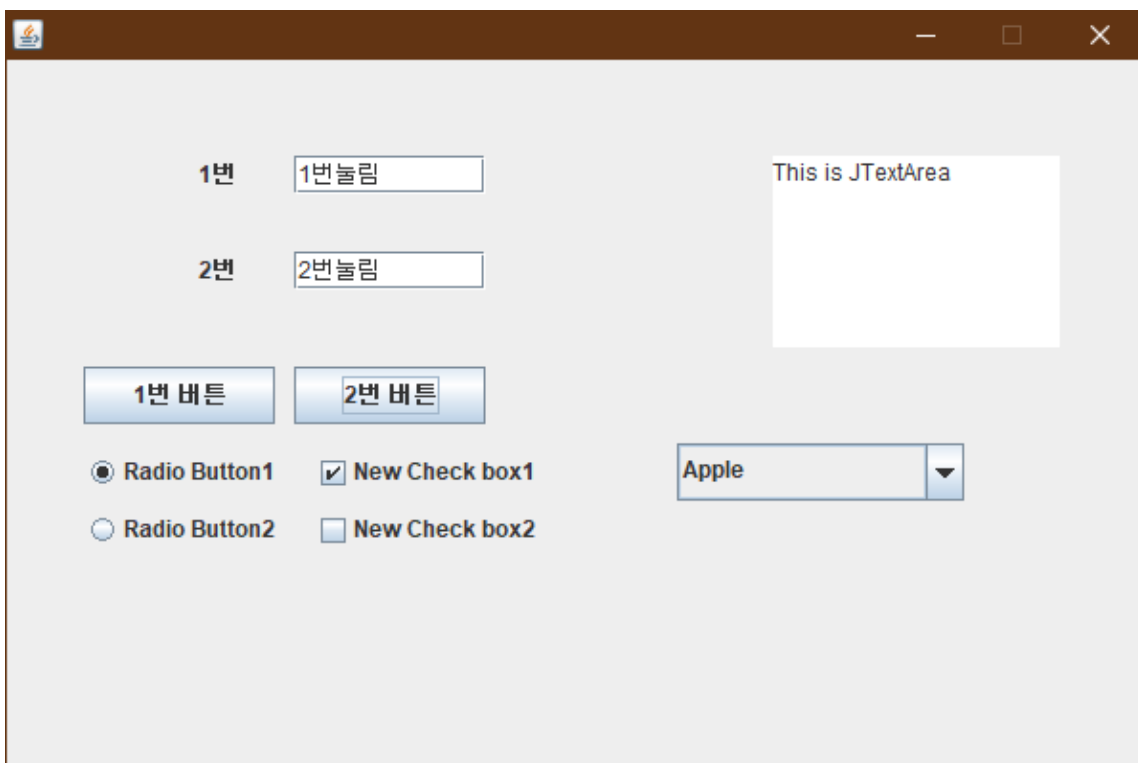 1번
1번눌림
This is JTextArea
2번
2번눌림
1번 버튼
2번 버튼
Radio Button1
New Check box1
Apple
Radio Button2
New Check box2